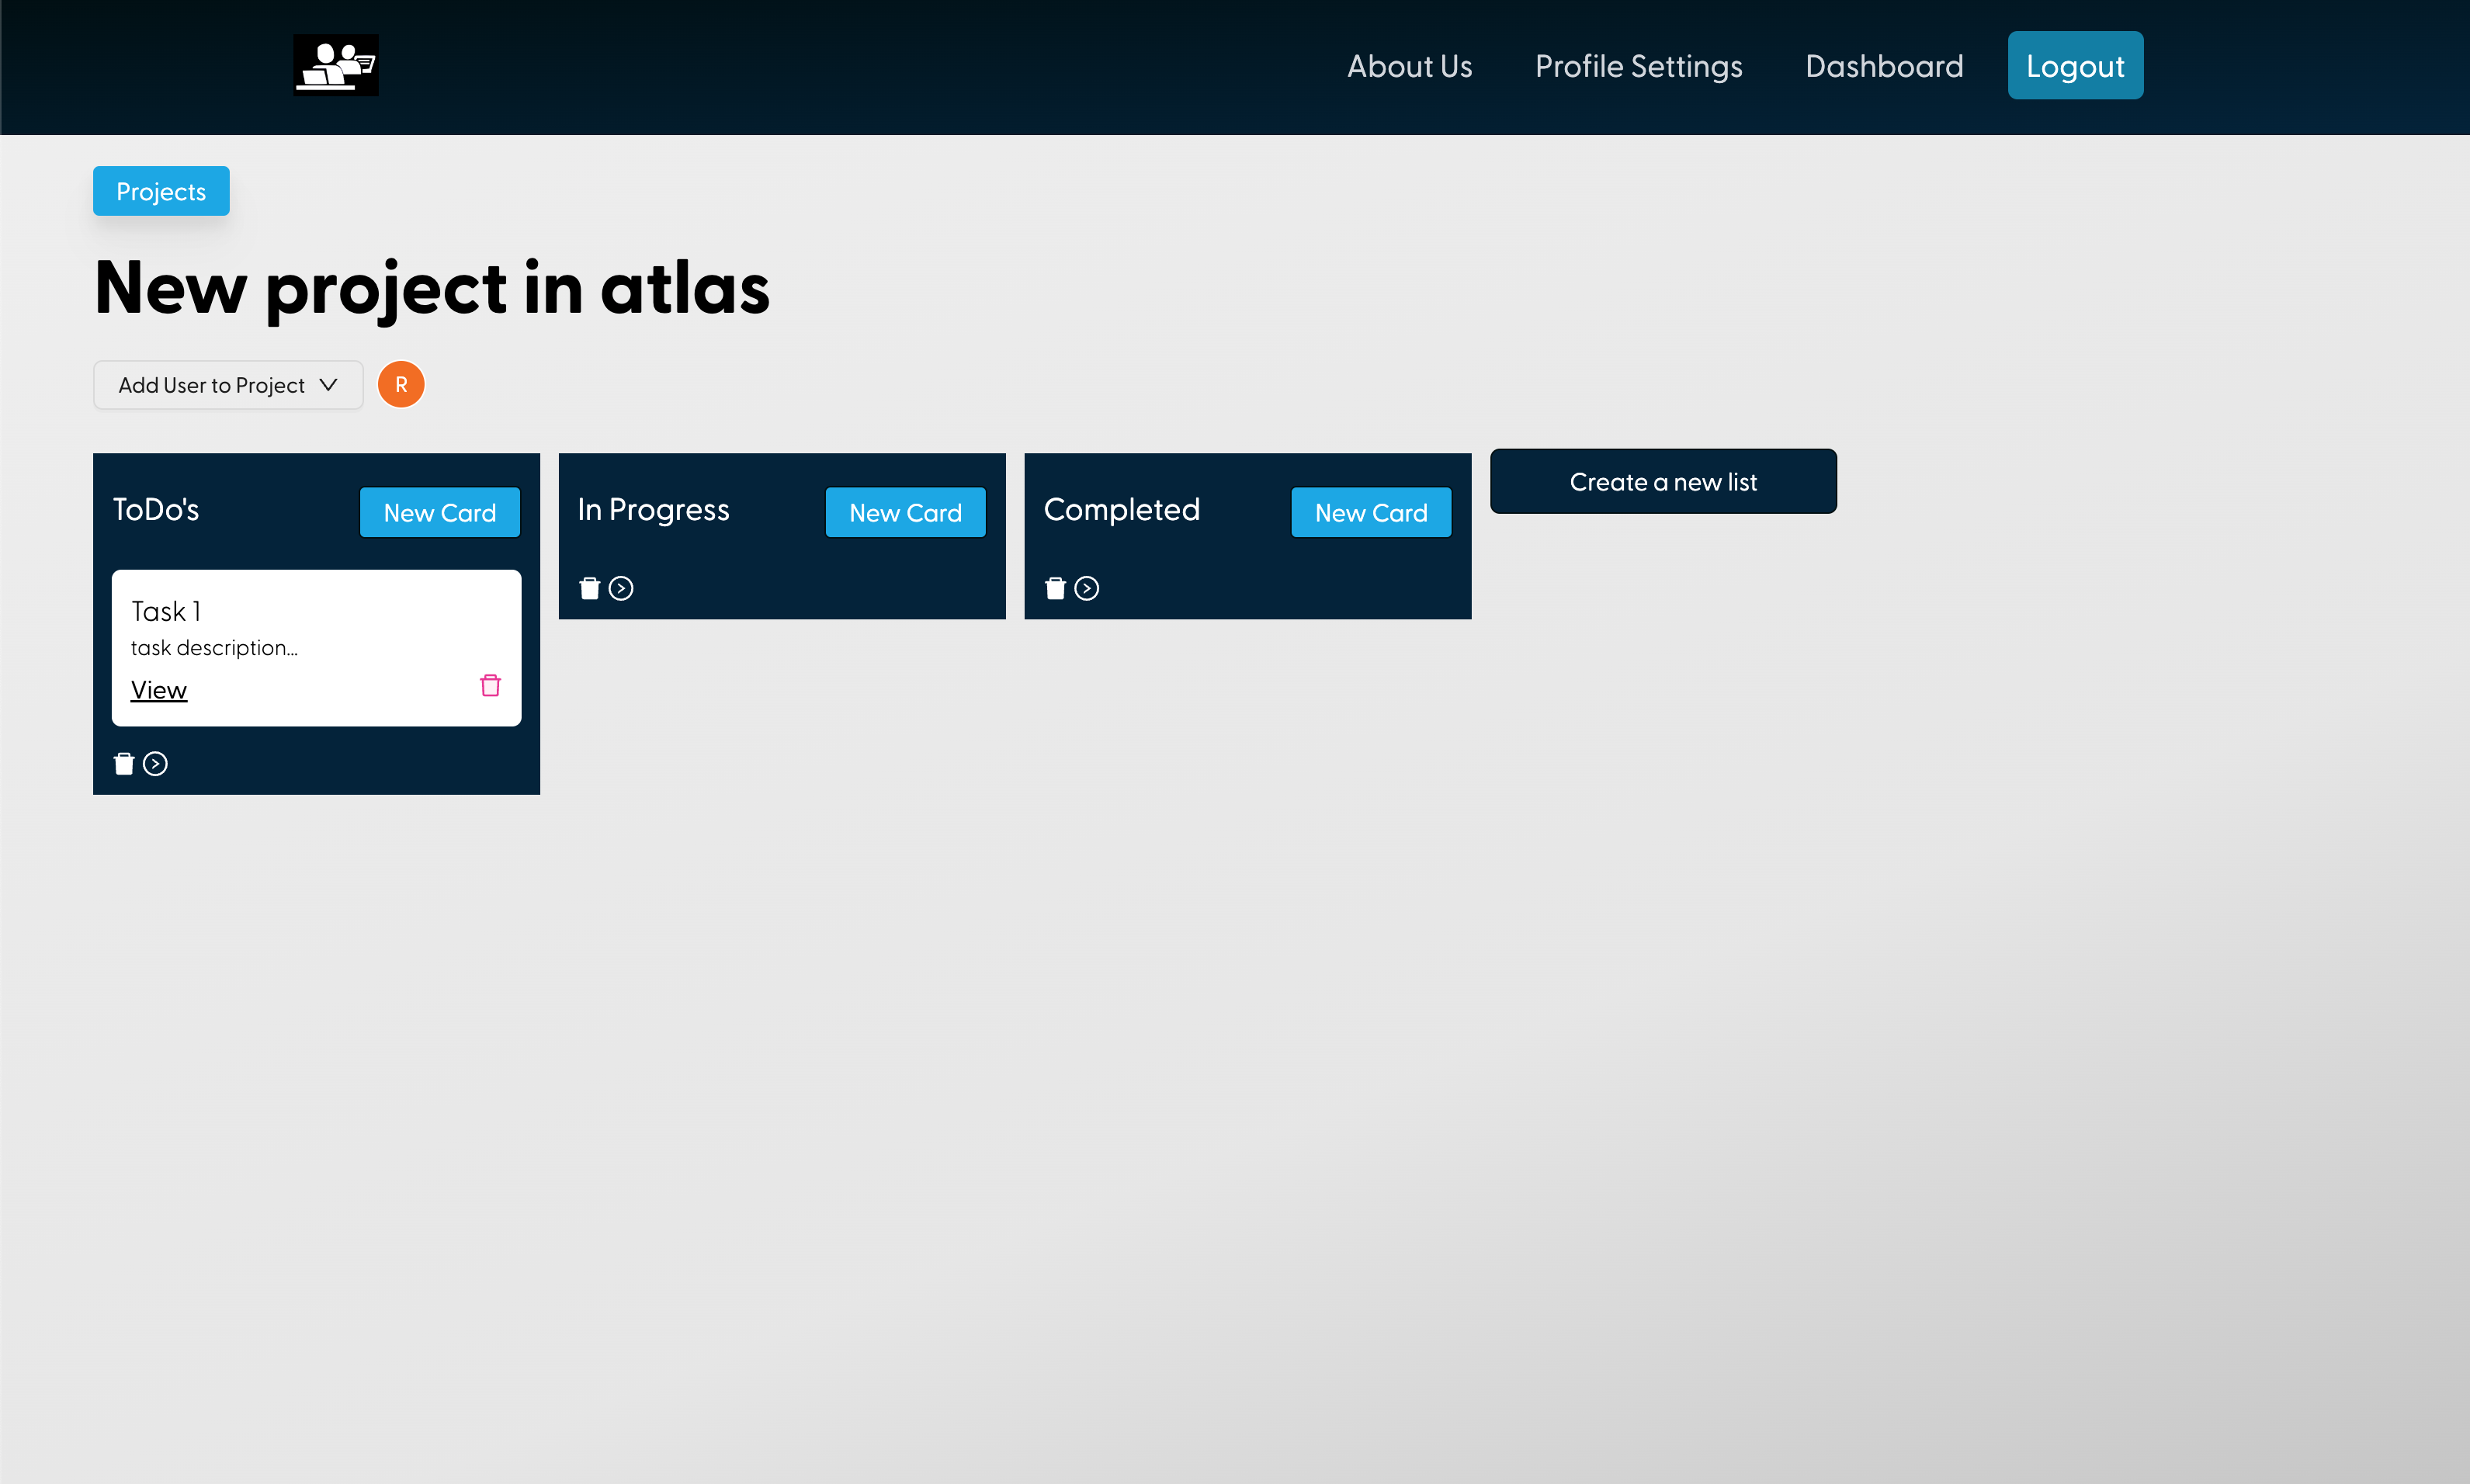 About Us Profile Settings Dashboard Logout
Projects
New project in atlas
Add User to Project R
ToDo's New Card
In Progress New Card
Completed New Card
Create a new list
Task 1
task description...
View